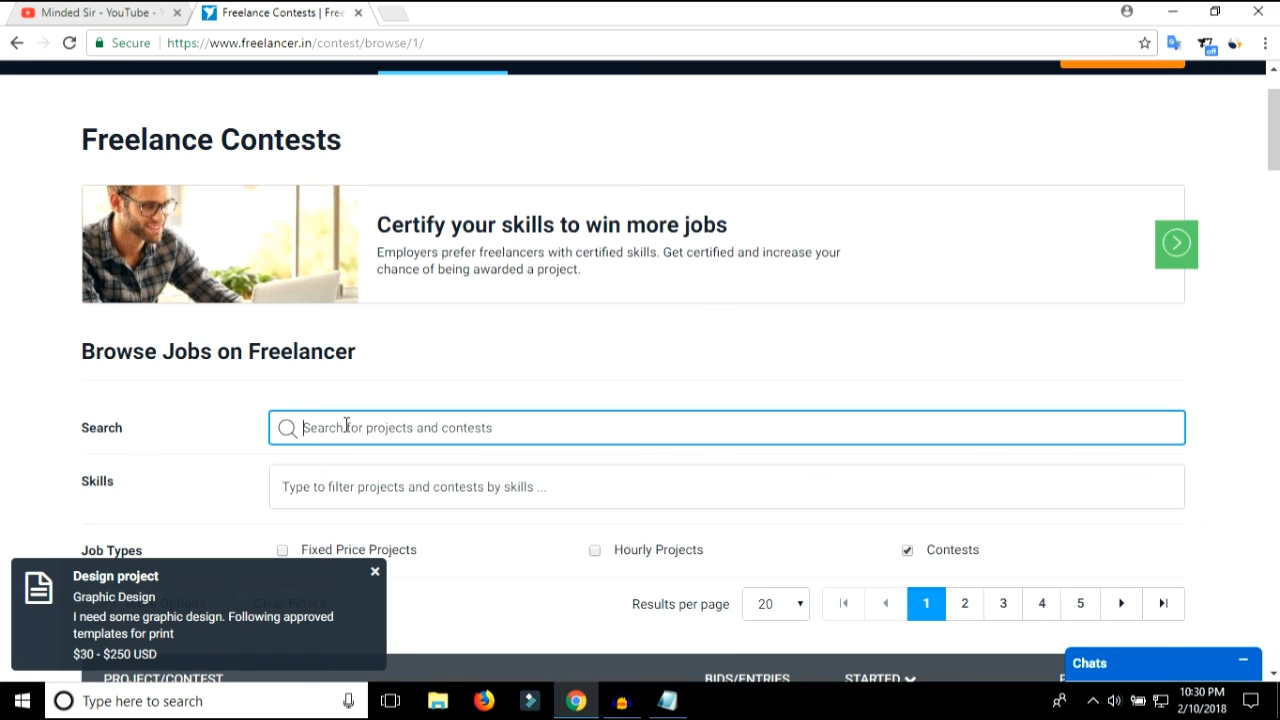 Minded Sir - YouTube -
Freelance Contests | Free
Secure
https://www.freelancer.in/contest/browse/1/
off
Freelance Contests
Certify your skills to win more jobs
Employers prefer freelancers with certified skills. Get certified and increase your
chance of being awarded a project.
Browse Jobs on Freelancer
Search
Search for projects and contests
Skills
Type to filter projects and contests by skills ...
Job Types
Fixed Price Projects
Hourly Projects
Contests
Design project
Graphic Design
I need some graphic design. Following approved
templates for print
$30 - $250 USD
Results per page
20
1
2
3
4
5
Chats
PROJECT/CONTEST
BIDS/ENTRIES
STARTED
Type here to search
10:30 PM
2/10/2018